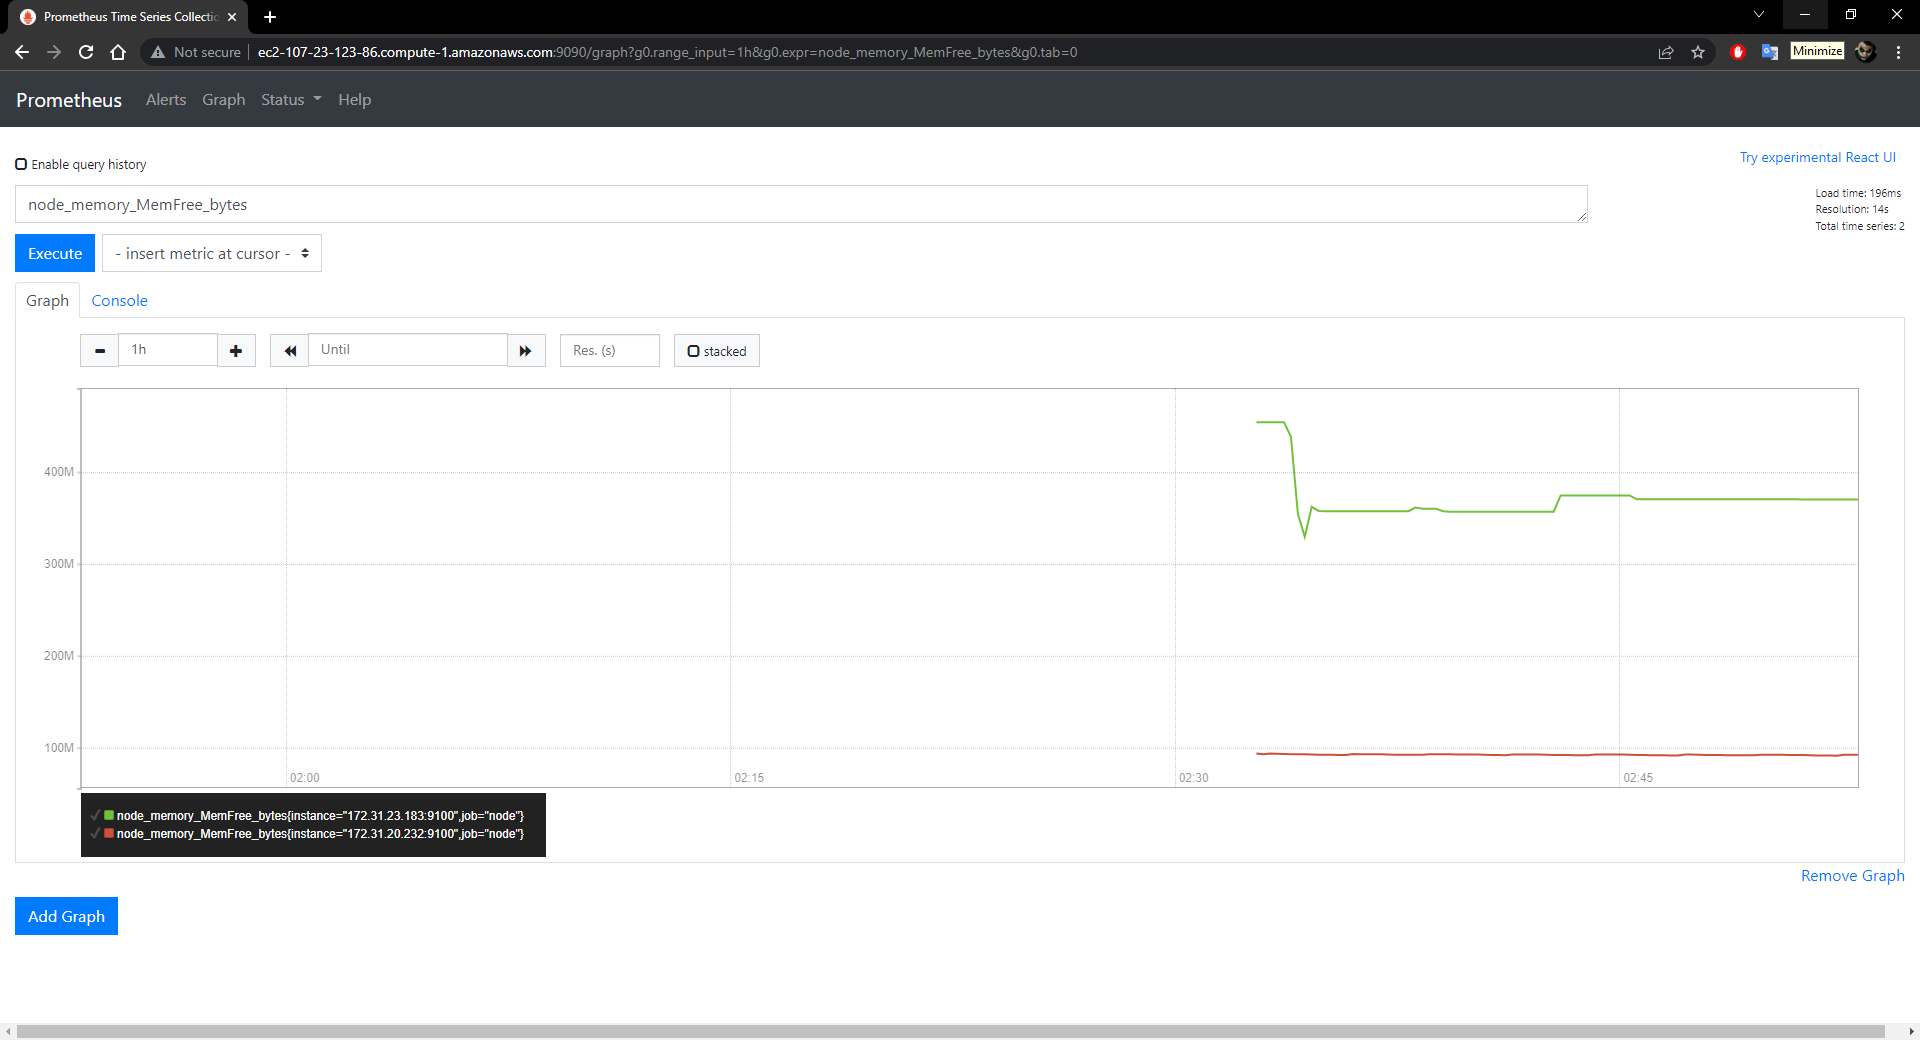 Prometheus Time Series Collectio
Not secure ec2-107-23-123-86.compute-1.amazonaws.com:9090/graph?g0.range_input=1h&g0.expr=node_memory_MemFree_bytes&g0.tab=0
Minimize
Prometheus Alerts Graph Status Help
Enable query history
Try experimental React UI
node_memory_MemFree_bytes
Load time: 196ms
Resolution: 14s
Total time series: 2
Execute - insert metric at cursor -
Graph Console
1h Until Res. (s) stacked
400M
300M
200M
100M
02:00 02:15 02:30 02:45
node_memory_MemFree_bytes{instance="172.31.23.183:9100",job="node"}
node_memory_MemFree_bytes{instance="172.31.20.232:9100",job="node"}
Remove Graph
Add Graph